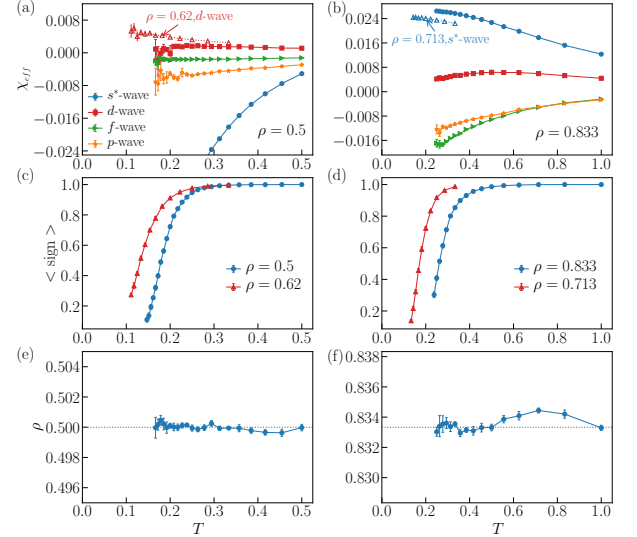 (a)
ρ = 0.62, d-wave
0.006
0.000
−0.008
−0.016
−0.024
χeff
s*-wave
d-wave
f-wave
p-wave
ρ = 0.5
0.0 0.1 0.2 0.3 0.4 0.5
(b)
0.024
0.016
0.008
0.000
−0.008
−0.016
ρ = 0.713, s*-wave
ρ = 0.833
0.0 0.2 0.4 0.6 0.8 1.0
(c)
1.0
0.8
0.6
0.4
0.2
< sign >
ρ = 0.5
ρ = 0.62
0.0 0.1 0.2 0.3 0.4 0.5
(d)
1.0
0.8
0.6
0.4
0.2
ρ = 0.833
ρ = 0.713
0.0 0.2 0.4 0.6 0.8 1.0
(e)
0.504
0.502
0.500
0.498
0.496
ρ
0.0 0.1 0.2 0.3 0.4 0.5
T
(f)
0.838
0.836
0.834
0.832
0.830
0.0 0.2 0.4 0.6 0.8 1.0
T